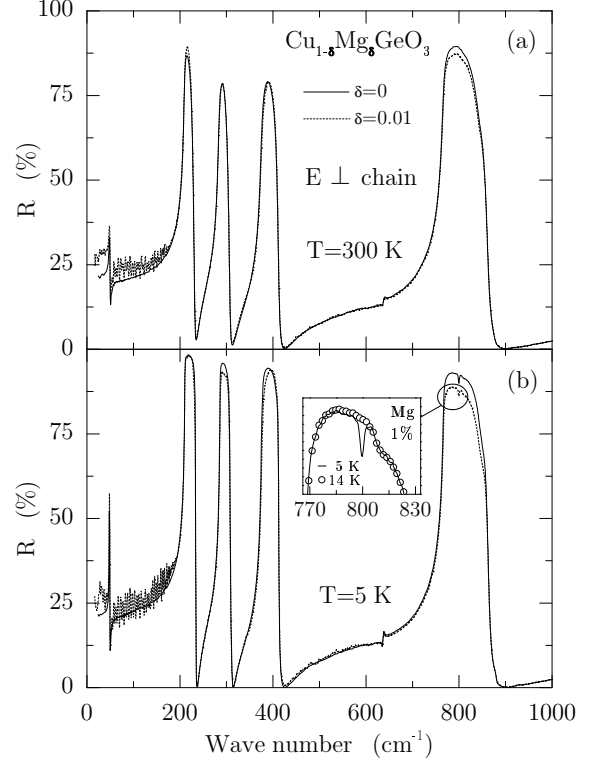 100
75
50
25
0
R (%)
(a)
Cu1-δMgδGeO3
δ=0
δ=0.01
E ⊥ chain
T=300 K
75
50
25
0
R (%)
(b)
Mg
1%
5 K
14 K
770 800 830
T=5 K
0 200 400 600 800 1000
Wave number (cm-1)